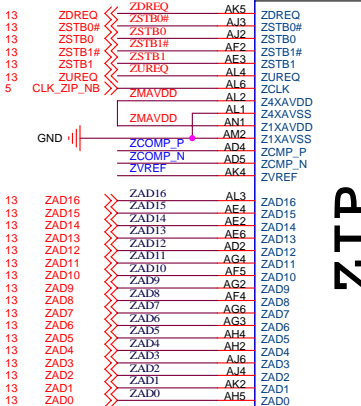 13 ZDREQ ZDREQ AK5 ZDREQ
13 ZSTB0# ZSTB0# AJ3 ZSTB0#
13 ZSTB0 ZSTB0 AJ2 ZSTB0
13 ZSTB1# ZSTB1# AF2 ZSTB1#
13 ZSTB1 ZSTB1 AE3 ZSTB1
13 ZUREQ ZUREQ AL4 ZUREQ
5 CLK_ZIP_NB AL6 ZCLK
ZMAVDD AL2 Z4XAVDD
AL1 Z4XAVSS
ZMAVDD AN1 Z1XAVDD
GND AM2 Z1XAVSS
ZCOMP_P AD4 ZCMP_P
ZCOMP_N AD5 ZCMP_N
ZVREF AK4 ZVREF
13 ZAD16 ZAD16 AL3 ZAD16
13 ZAD15 ZAD15 AE4 ZAD15
13 ZAD14 ZAD14 AE2 ZAD14
13 ZAD13 ZAD13 AE6 ZAD13
13 ZAD12 ZAD12 AD2 ZAD12
13 ZAD11 ZAD11 AG4 ZAD11
13 ZAD10 ZAD10 AF5 ZAD10
13 ZAD9 ZAD9 AG2 ZAD9
13 ZAD8 ZAD8 AF4 ZAD8
13 ZAD7 ZAD7 AG6 ZAD7
13 ZAD6 ZAD6 AG3 ZAD6
13 ZAD5 ZAD5 AH4 ZAD5
13 ZAD4 ZAD4 AH2 ZAD4
13 ZAD3 ZAD3 AJ6 ZAD3
13 ZAD2 ZAD2 AJ4 ZAD2
13 ZAD1 ZAD1 AK2 ZAD1
13 ZAD0 ZAD0 AH5 ZAD0
ZIP